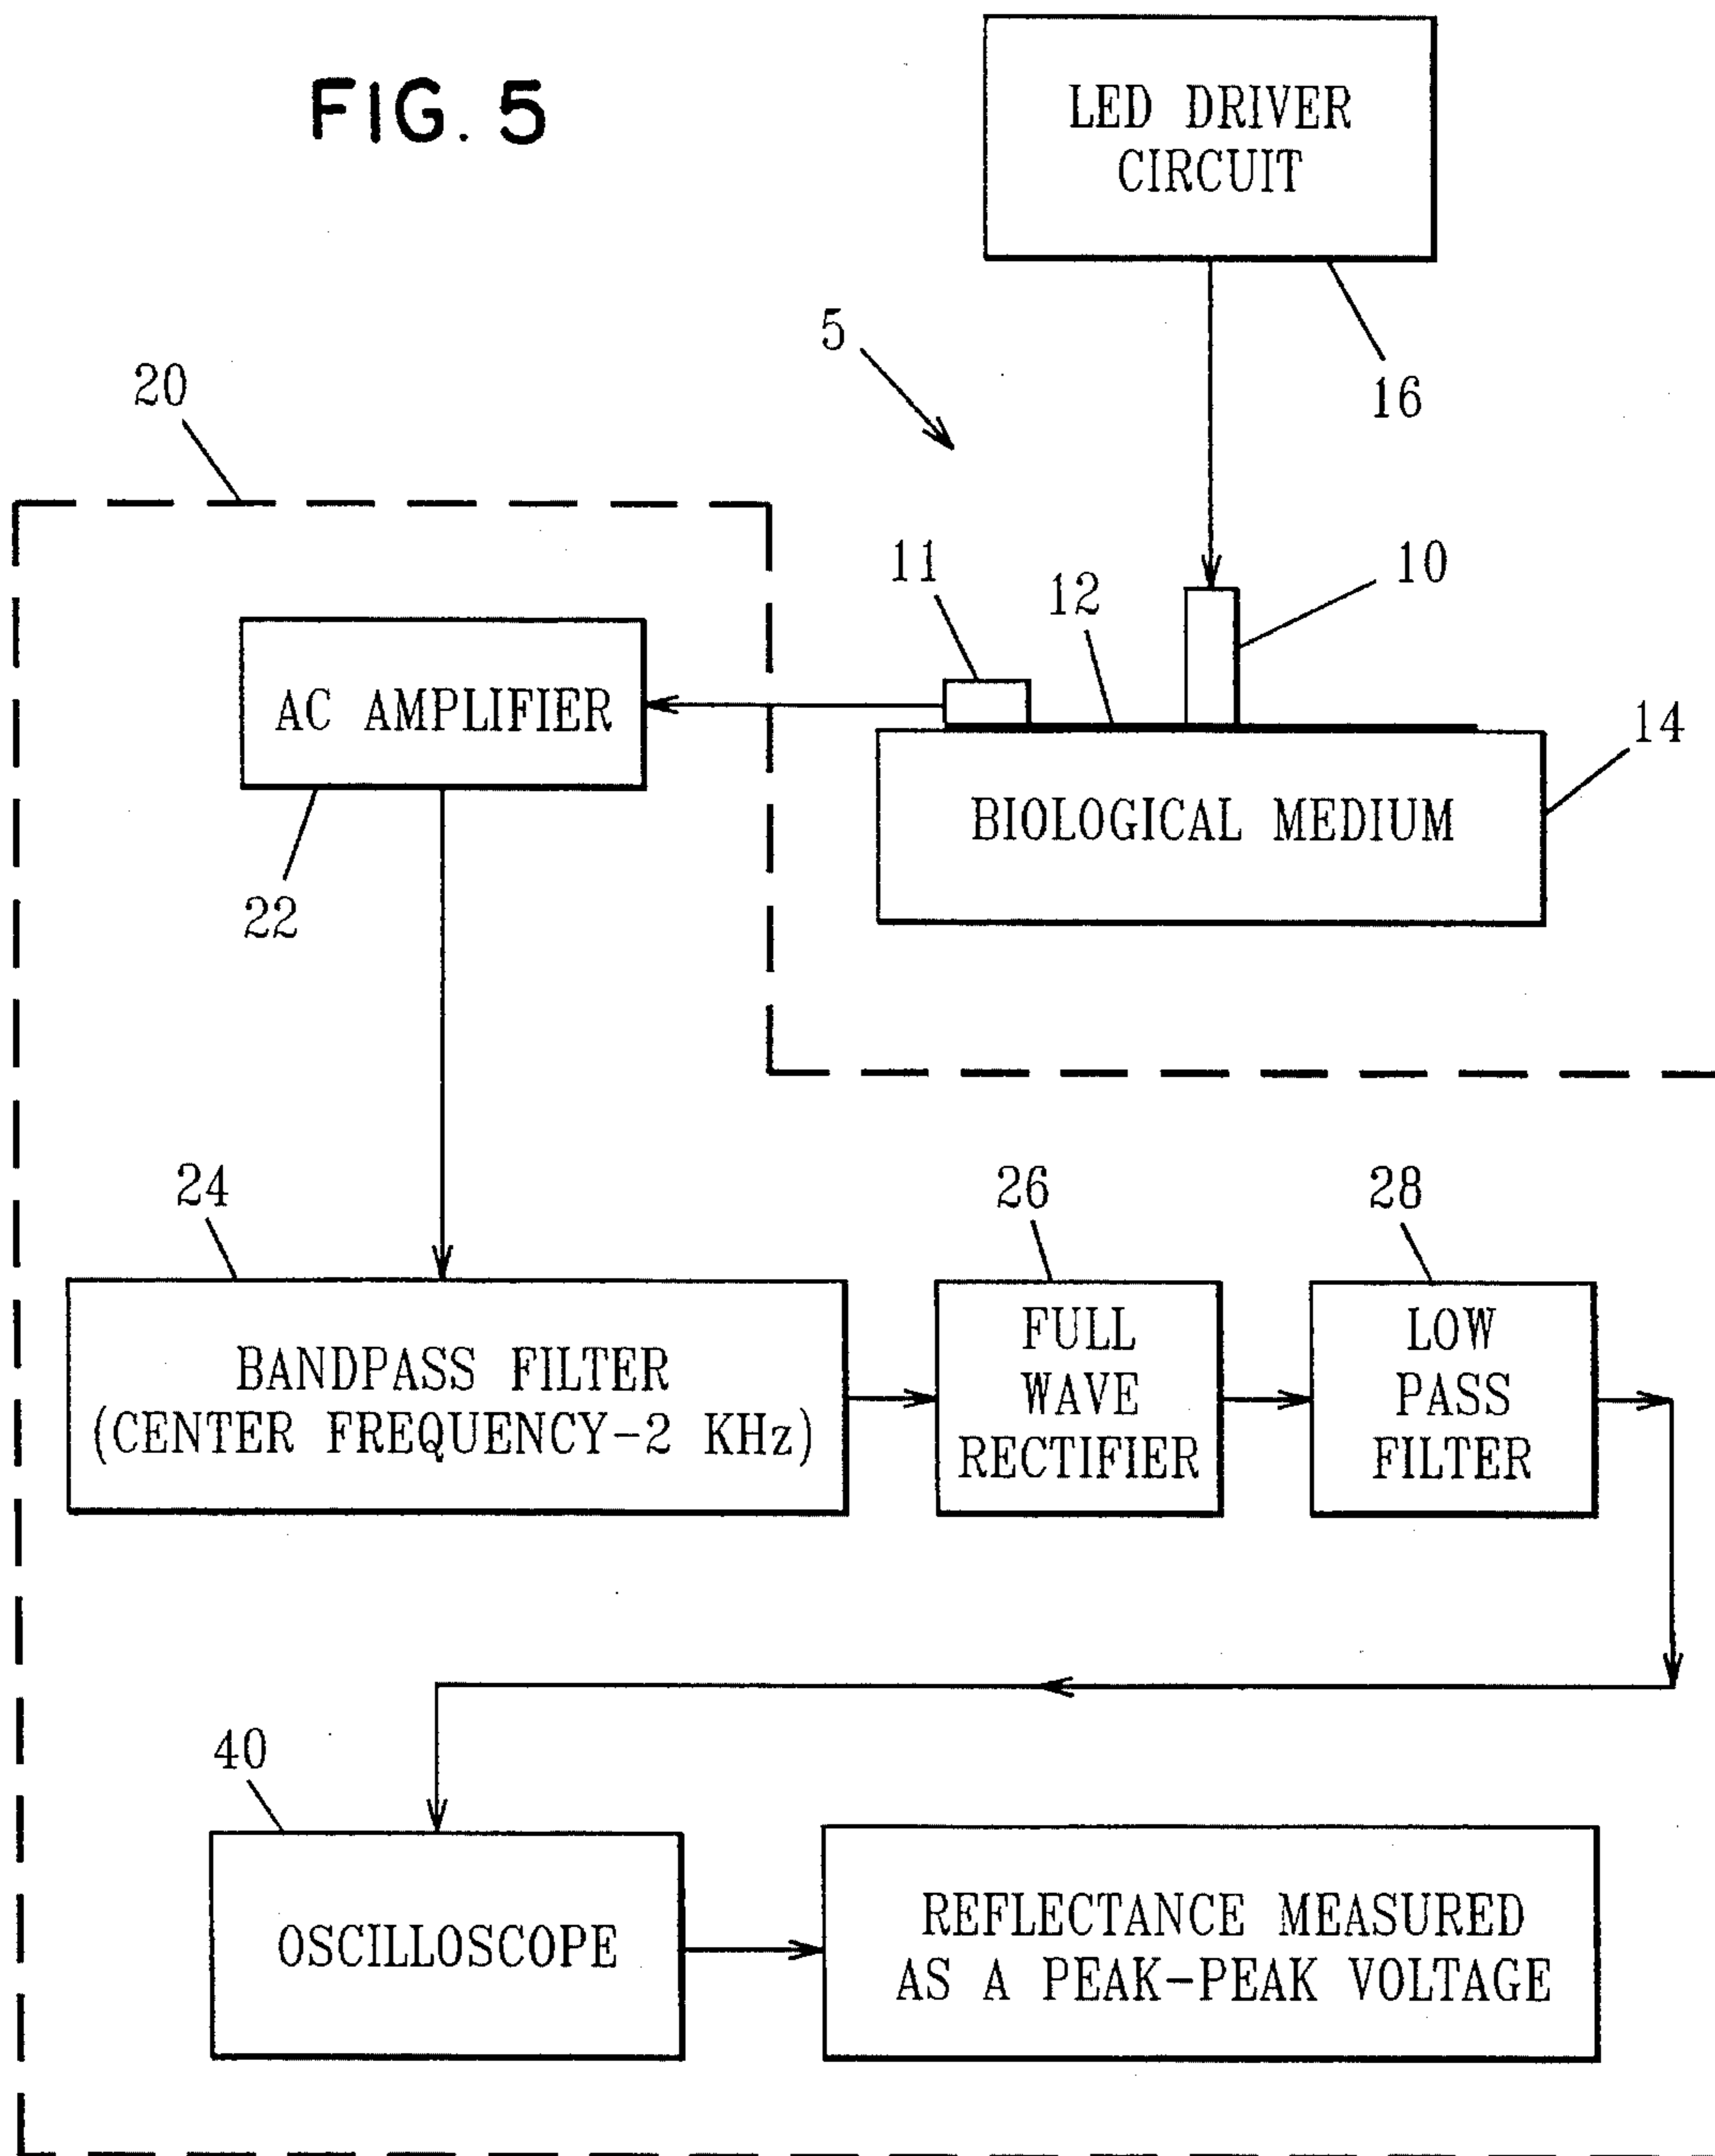 FIG. 5
LED DRIVER
CIRCUIT
5
16
20
11
12
10
AC AMPLIFIER
14
BIOLOGICAL MEDIUM
22
24
26
28
BANDPASS FILTER
(CENTER FREQUENCY-2 KHz)
FULL
WAVE
RECTIFIER
LOW
PASS
FILTER
40
OSCILLOSCOPE
REFLECTANCE MEASURED
AS A PEAK-PEAK VOLTAGE